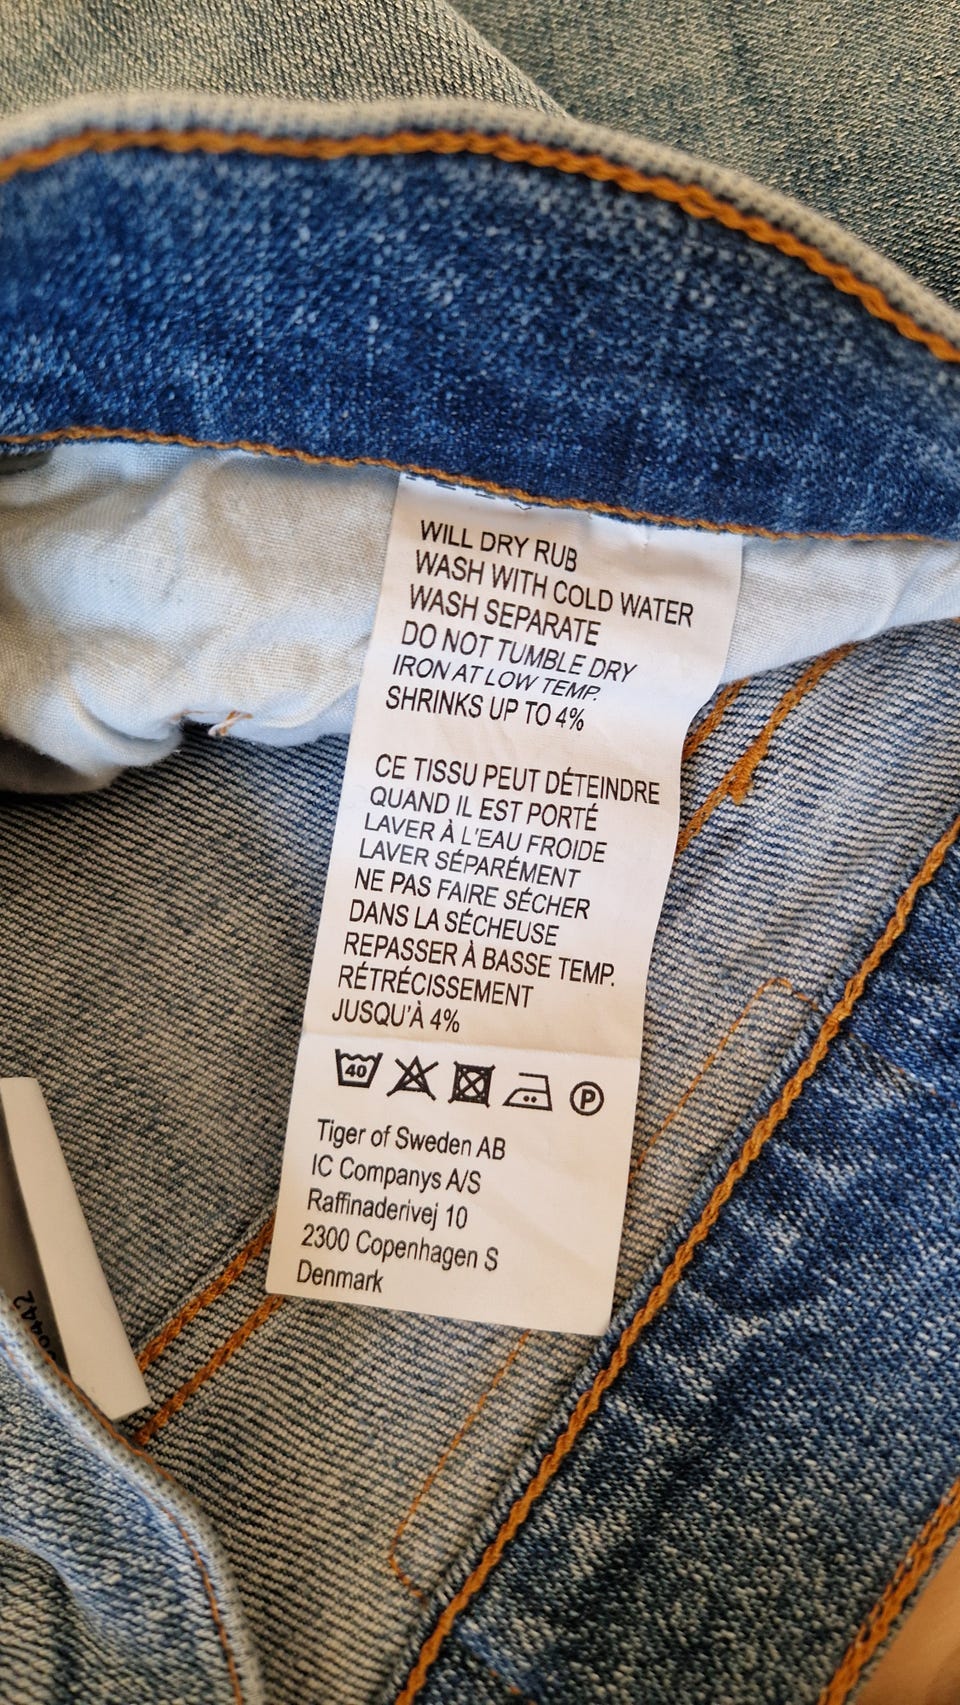 WILL DRY RUB
WASH WITH COLD WATER
WASH SEPARATE
DO NOT TUMBLE DRY
IRON AT LOW TEMP.
SHRINKS UP TO 4%
CE TISSU PEUT DÉTEINDRE
QUAND IL EST PORTÉ
LAVER À L'EAU FROIDE
LAVER SÉPARÉMENT
NE PAS FAIRE SÉCHER
DANS LA SÉCHEUSE
REPASSER À BASSE TEMP.
RÉTRÉCISSEMENT
JUSQU'À 4%
40 P
Tiger of Sweden AB
IC Companys A/S
Raffinaderivej 10
2300 Copenhagen S
Denmark